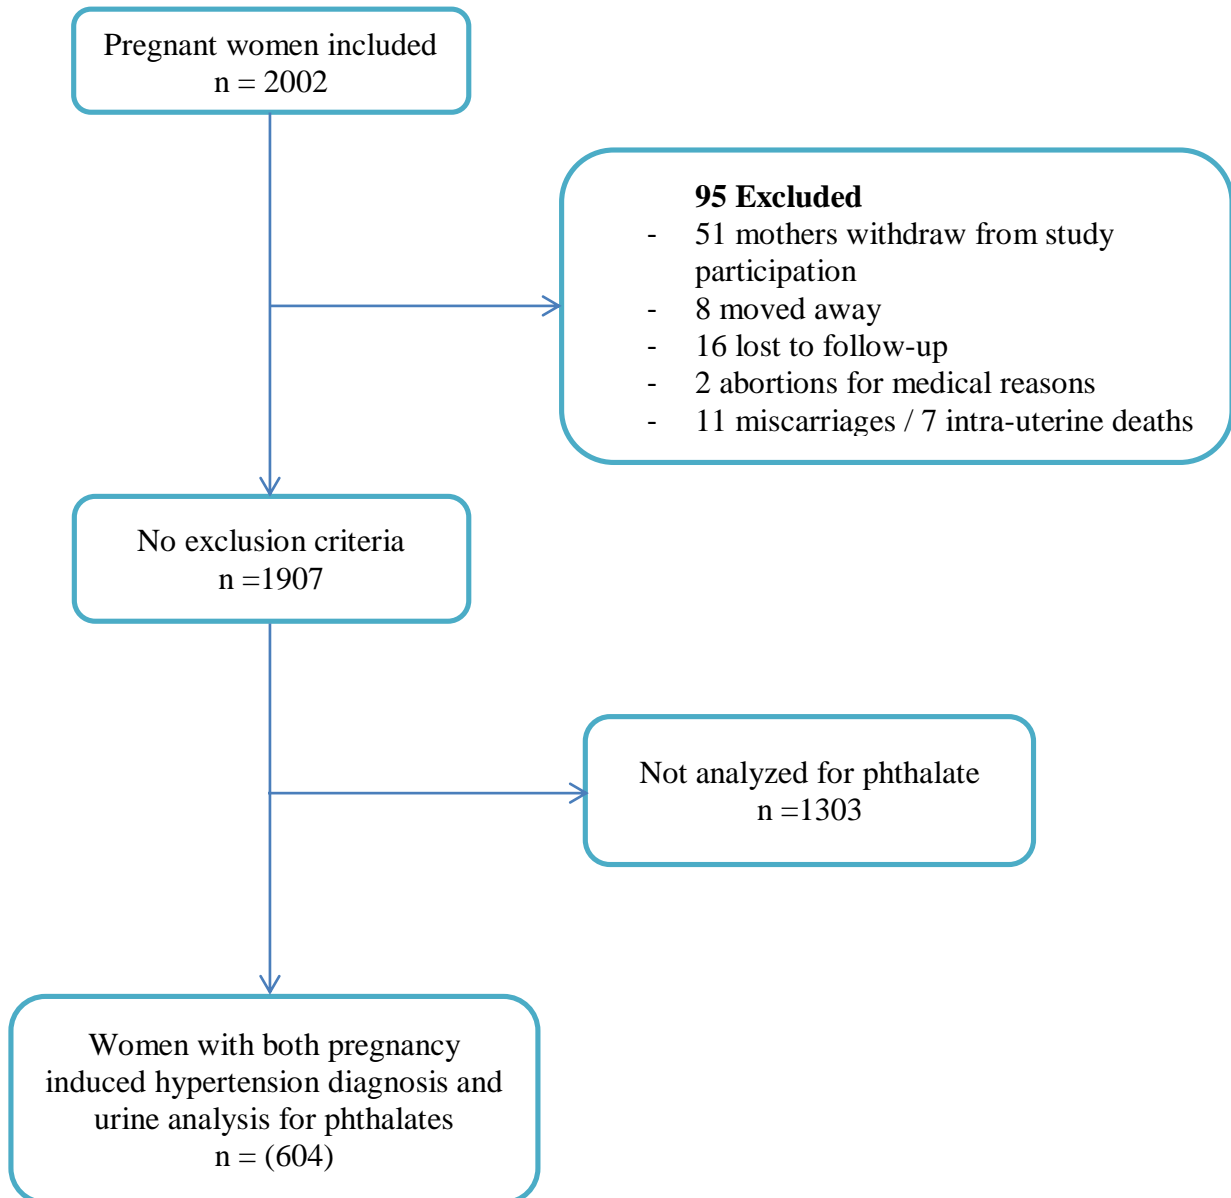 Pregnant women included
n = 2002
95 Excluded
- 51 mothers withdraw from study
participation
- 8 moved away
- 16 lost to follow-up
- 2 abortions for medical reasons
- 11 miscarriages / 7 intra-uterine deaths
No exclusion criteria
n =1907
Not analyzed for phthalate
n =1303
Women with both pregnancy
induced hypertension diagnosis and
urine analysis for phthalates
n = (604)